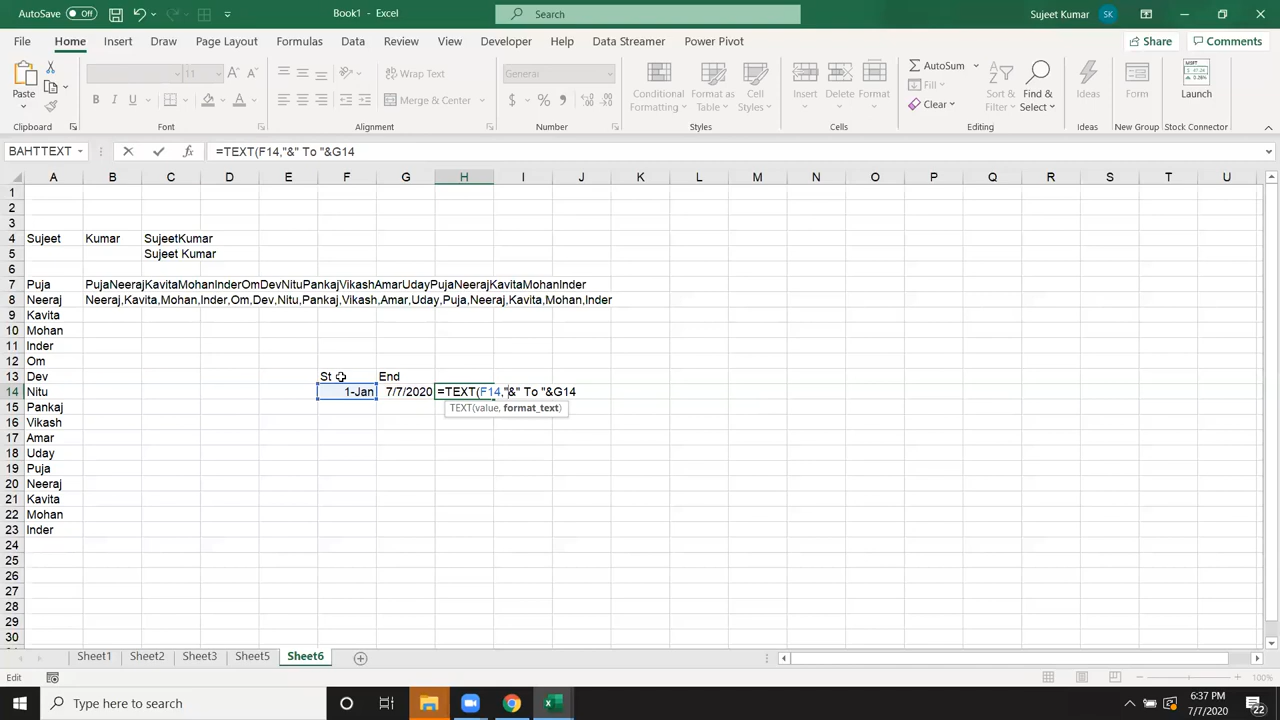 AutoSave Off Book1 - Excel Search Sujeet Kumar SK
File Home Insert Draw Page Layout Formulas Data Review View Developer Help Data Streamer Power Pivot Share Comments
Paste 11 Wrap Text General Conditional Formatting Format as Table Cell Styles Insert Delete Format AutoSum Sort & Filter Find & Select Ideas Form Launch
B I U Merge & Center $ % Fill Clear
Clipboard Font Alignment Number Styles Cells Editing Ideas New Group Stock Connector
BAHTTEXT fx =TEXT(F14,"&" To "&G14
A B C D E F G H I J K L M N O P Q R S T U
1
2
3
4 Sujeet Kumar SujeetKumar
5 Sujeet Kumar
6
7 Puja PujaNeerajKavitaMohanInderOmDevNituPankajVikashAmarUdayPujaNeerajKavitaMohanInder
8 Neeraj Neeraj,Kavita,Mohan,Inder,Om,Dev,Nitu,Pankaj,Vikash,Amar,Uday,Puja,Neeraj,Kavita,Mohan,Inder
9 Kavita
10 Mohan
11 Inder
12 Om
13 Dev St End
14 Nitu 1-Jan 7/7/2020 =TEXT(F14,"&" To "&G14
15 Pankaj TEXT(value, format_text)
16 Vikash
17 Amar
18 Uday
19 Puja
20 Neeraj
21 Kavita
22 Mohan
23 Inder
24
25
26
27
28
29
30
Sheet1 Sheet2 Sheet3 Sheet5 Sheet6
Edit 100%
Type here to search 6:37 PM
7/7/2020 22